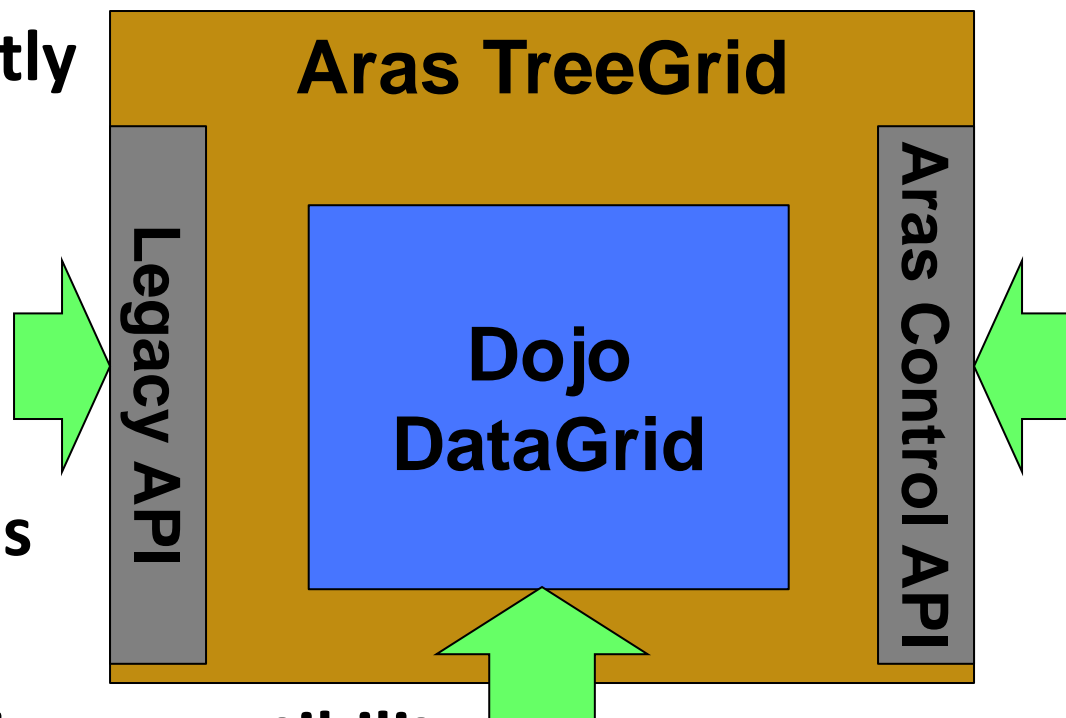 tly
Aras TreeGrid
Legacy API
Dojo
DataGrid
Aras Control API
s